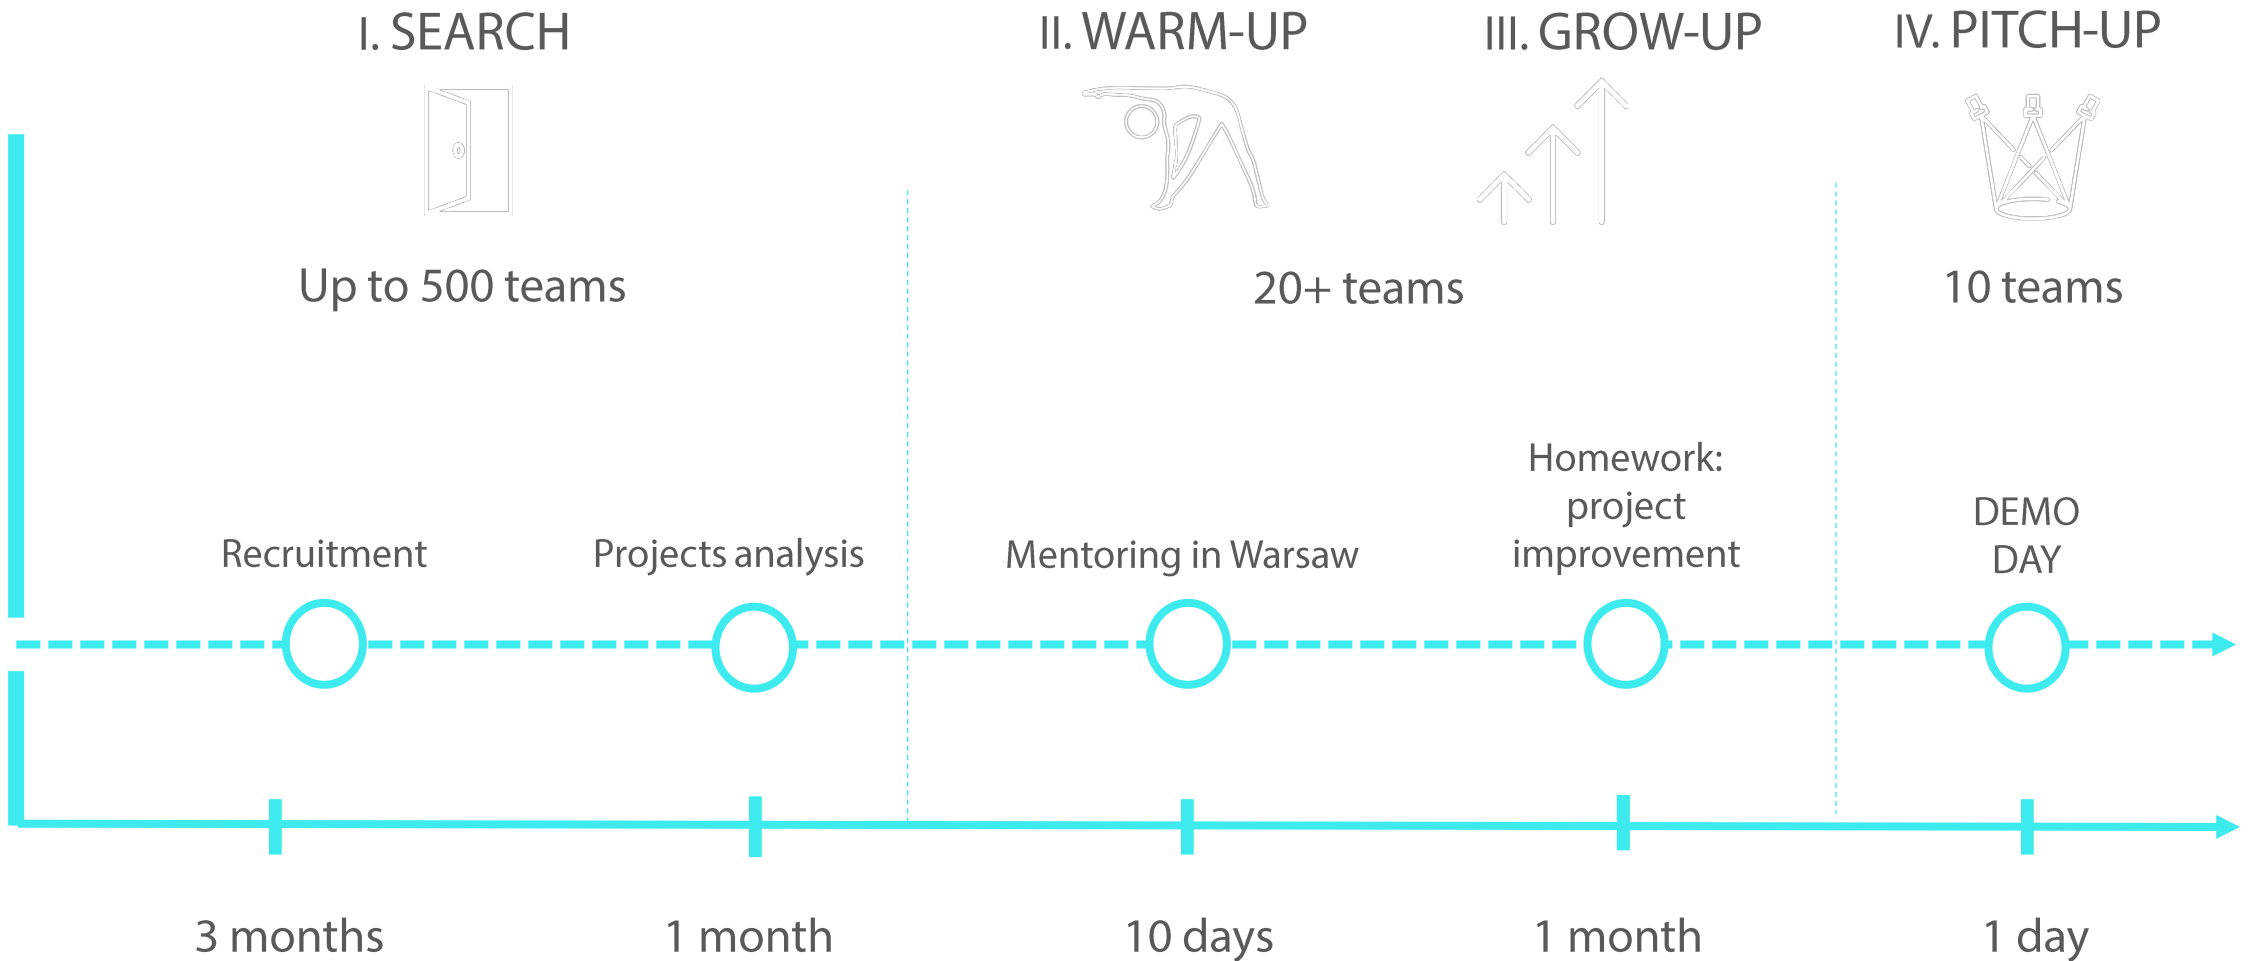 I. SEARCH
II. WARM-UP
III. GROW-UP
IV. PITCH-UP
Up to 500 teams
20+ teams
10 teams
Recruitment
Projects analysis
Mentoring in Warsaw
Homework:
project
improvement
DEMO
DAY
3 months
1 month
10 days
1 month
1 day